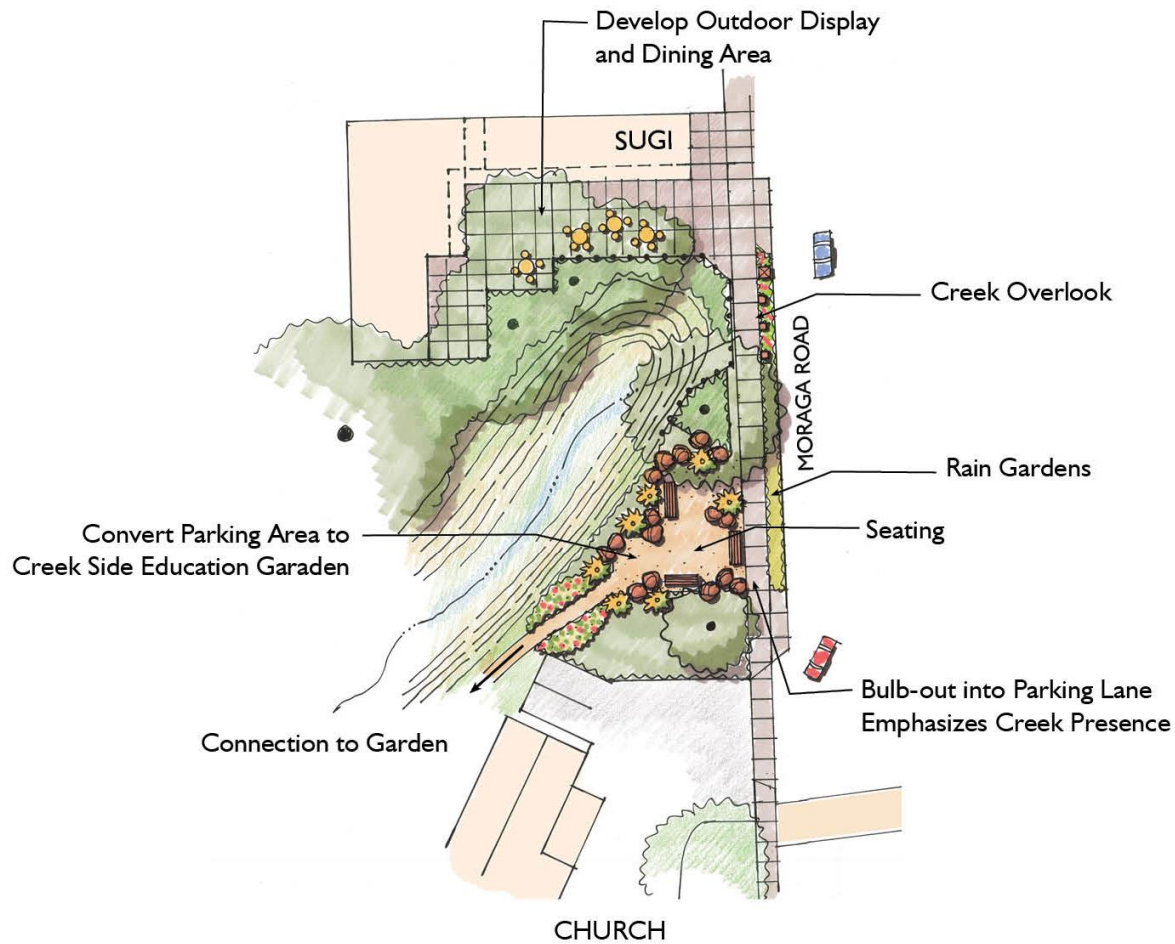 Develop Outdoor Display
and Dining Area
SUGI
Creek Overlook
MORAGA ROAD
Rain Gardens
Seating
Convert Parking Area to
Creek Side Education Garaden
Bulb-out into Parking Lane
Emphasizes Creek Presence
Connection to Garden
CHURCH